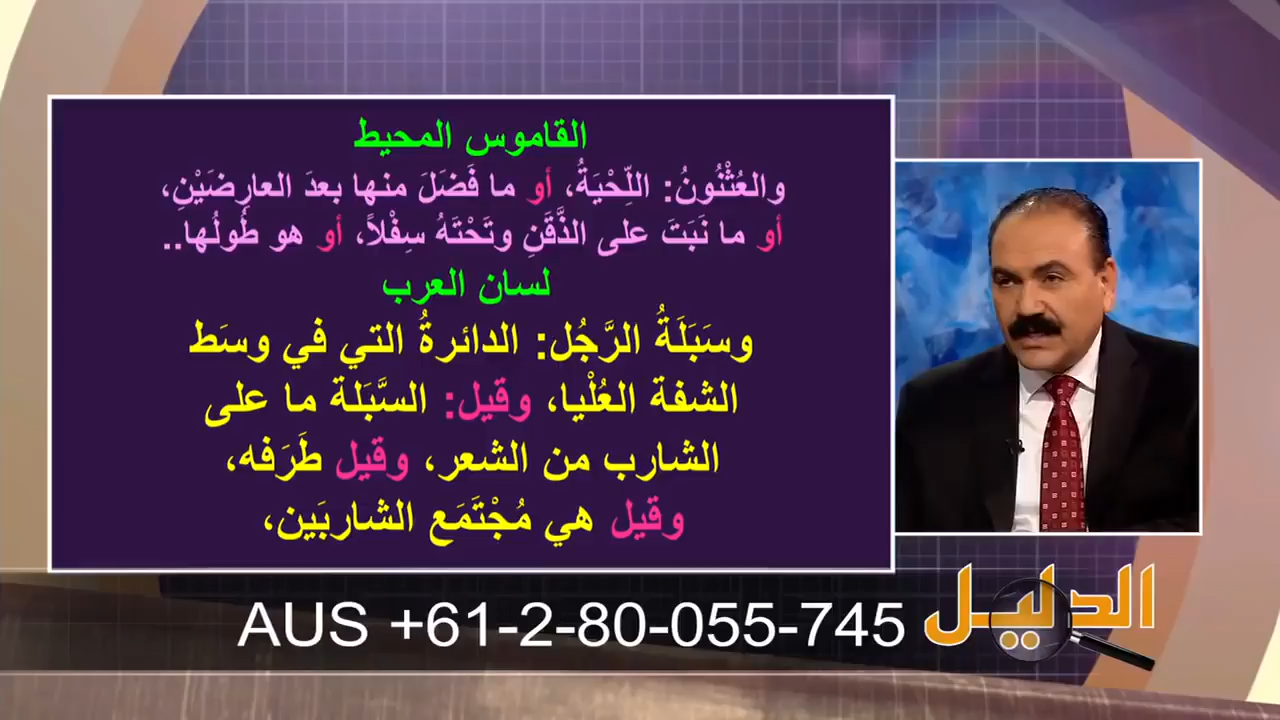 القاموس المحيط
والعُثْنُونُ: اللِّحْيَةُ، أو ما فَضَلَ منها بعدَ العارِضَيْنِ،
أو ما نَبَتَ على الذَّقَنِ وتَحْتَهُ سِفْلاً، أو هو طُولُها..
لسان العرب
وسَبَلَةُ الرَّجُل: الدائرةُ التي في وسَط
الشفة العُلْيا، وقيل: السَّبَلة ما على
الشارب من الشعر، وقيل طَرَفه،
وقيل هي مُجْتَمَع الشاربَين،
AUS +61-2-80-055-745
الدليل